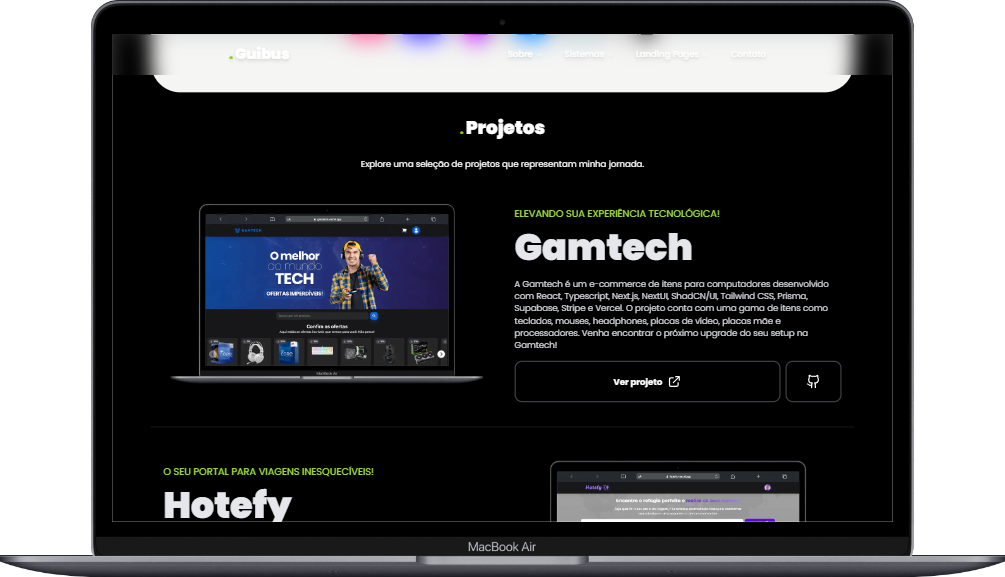 .Guibus
Sobre
Sistemas
Landing Pages
Contato
.Projetos
Explore uma seleção de projetos que representam minha jornada.
GAMTECH
O melhor
do mundo
TECH
OFERTAS IMPERDÍVEIS!
Confira as ofertas
MacBook Air
ELEVANDO SUA EXPERIÊNCIA TECNOLÓGICA!
Gamtech
A Gamtech é um e-commerce de itens para computadores desenvolvido
com React, Typescript, Next.js, NextUI, ShadCN/UI, Tailwind CSS, Prisma,
Supabase, Stripe e Vercel. O projeto conta com uma gama de itens como
teclados, mouses, headphones, placas de vídeo, placas mãe e
processadores. Venha encontrar o próximo upgrade do seu setup na
Gamtech!
Ver projeto
O SEU PORTAL PARA VIAGENS INESQUECÍVEIS!
Hotefy
Hotefy
Encontre o refúgio perfeito e
MacBook Air